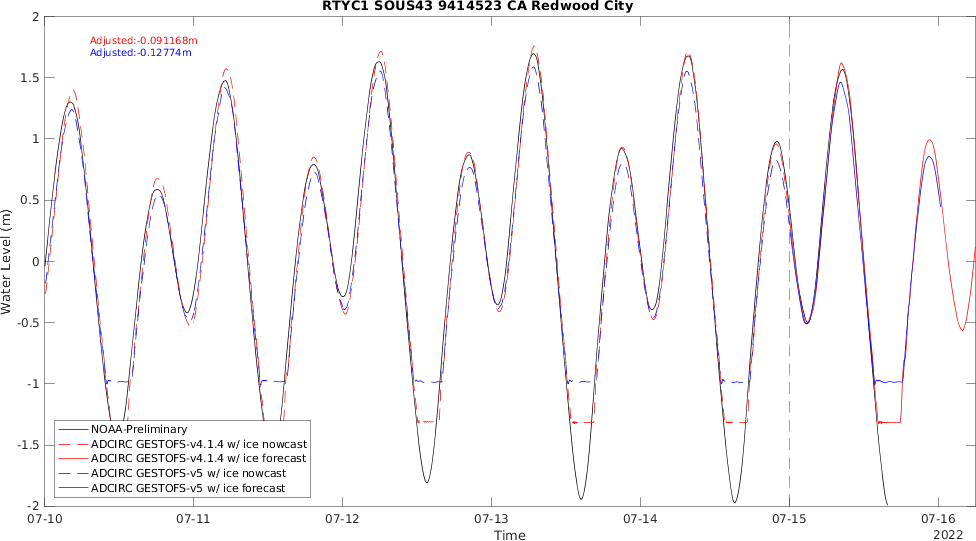 RTYC1 SOUS43 9414523 CA Redwood City
Adjusted:-0.091168m
Adjusted:-0.12774m
2
1.5
1
0.5
0
-0.5
-1
-1.5
-2
Water Level (m)
NOAA-Preliminary
ADCIRC GESTOFS-v4.1.4 w/ ice nowcast
ADCIRC GESTOFS-v4.1.4 w/ ice forecast
ADCIRC GESTOFS-v5 w/ ice nowcast
ADCIRC GESTOFS-v5 w/ ice forecast
07-10 07-11 07-12 07-13 07-14 07-15 07-16
Time
2022